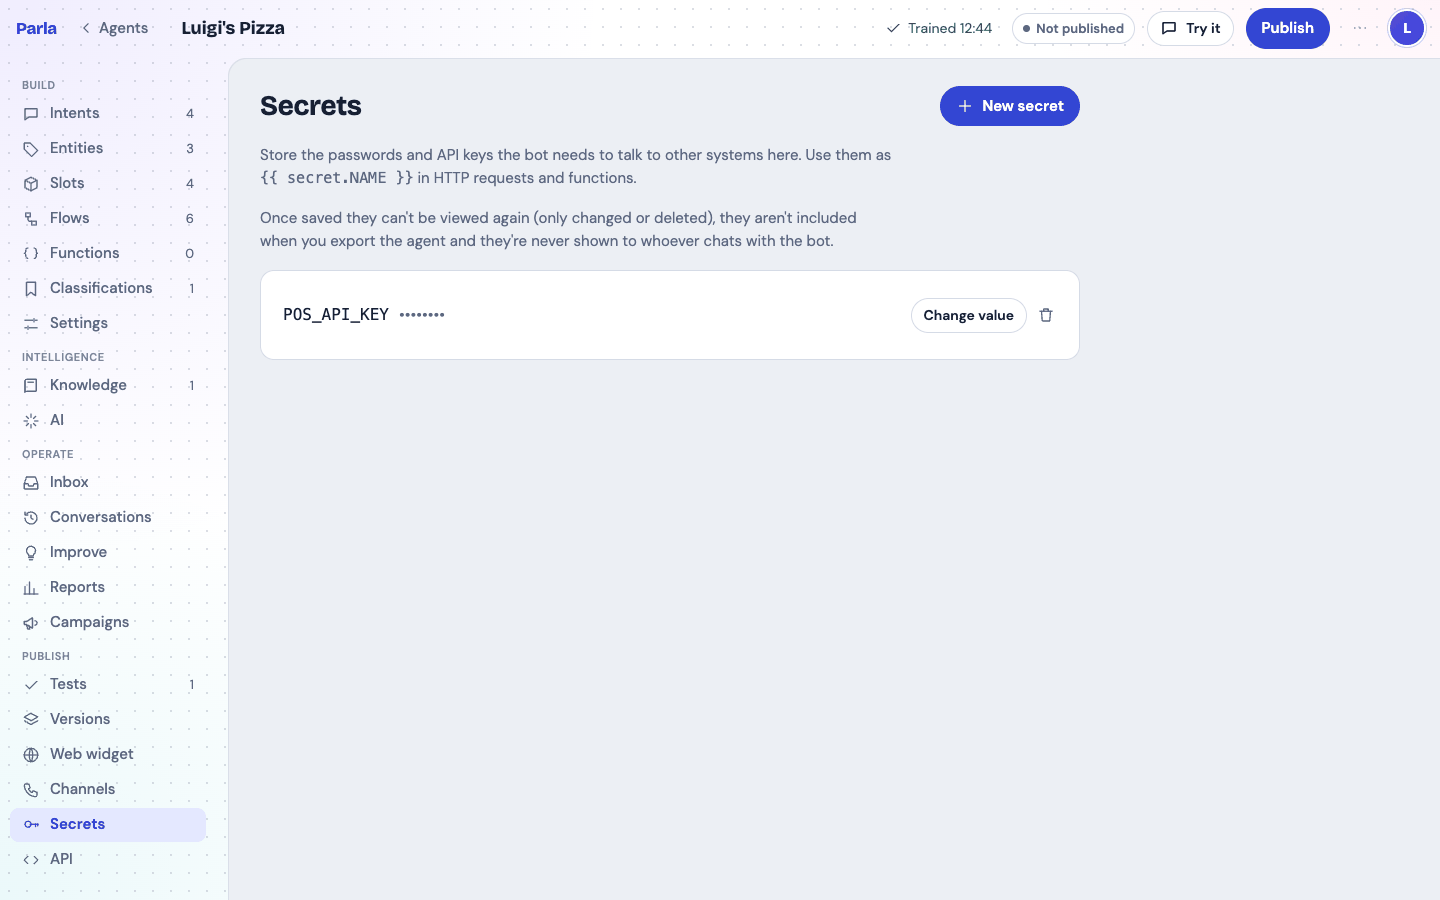 Parla
Agents
Luigi's Pizza
Trained 12:44
Not published
Try it
Publish
L
BUILD
Intents 4
Entities 3
Slots 4
Flows 6
Functions 0
Classifications 1
Settings
INTELLIGENCE
Knowledge 1
AI
OPERATE
Inbox
Conversations
Improve
Reports
Campaigns
PUBLISH
Tests 1
Versions
Web widget
Channels
Secrets
API
Secrets
New secret
Store the passwords and API keys the bot needs to talk to other systems here. Use them as
{{ secret.NAME }} in HTTP requests and functions.
Once saved they can't be viewed again (only changed or deleted), they aren't included
when you export the agent and they're never shown to whoever chats with the bot.
POS_API_KEY ••••••••
Change value